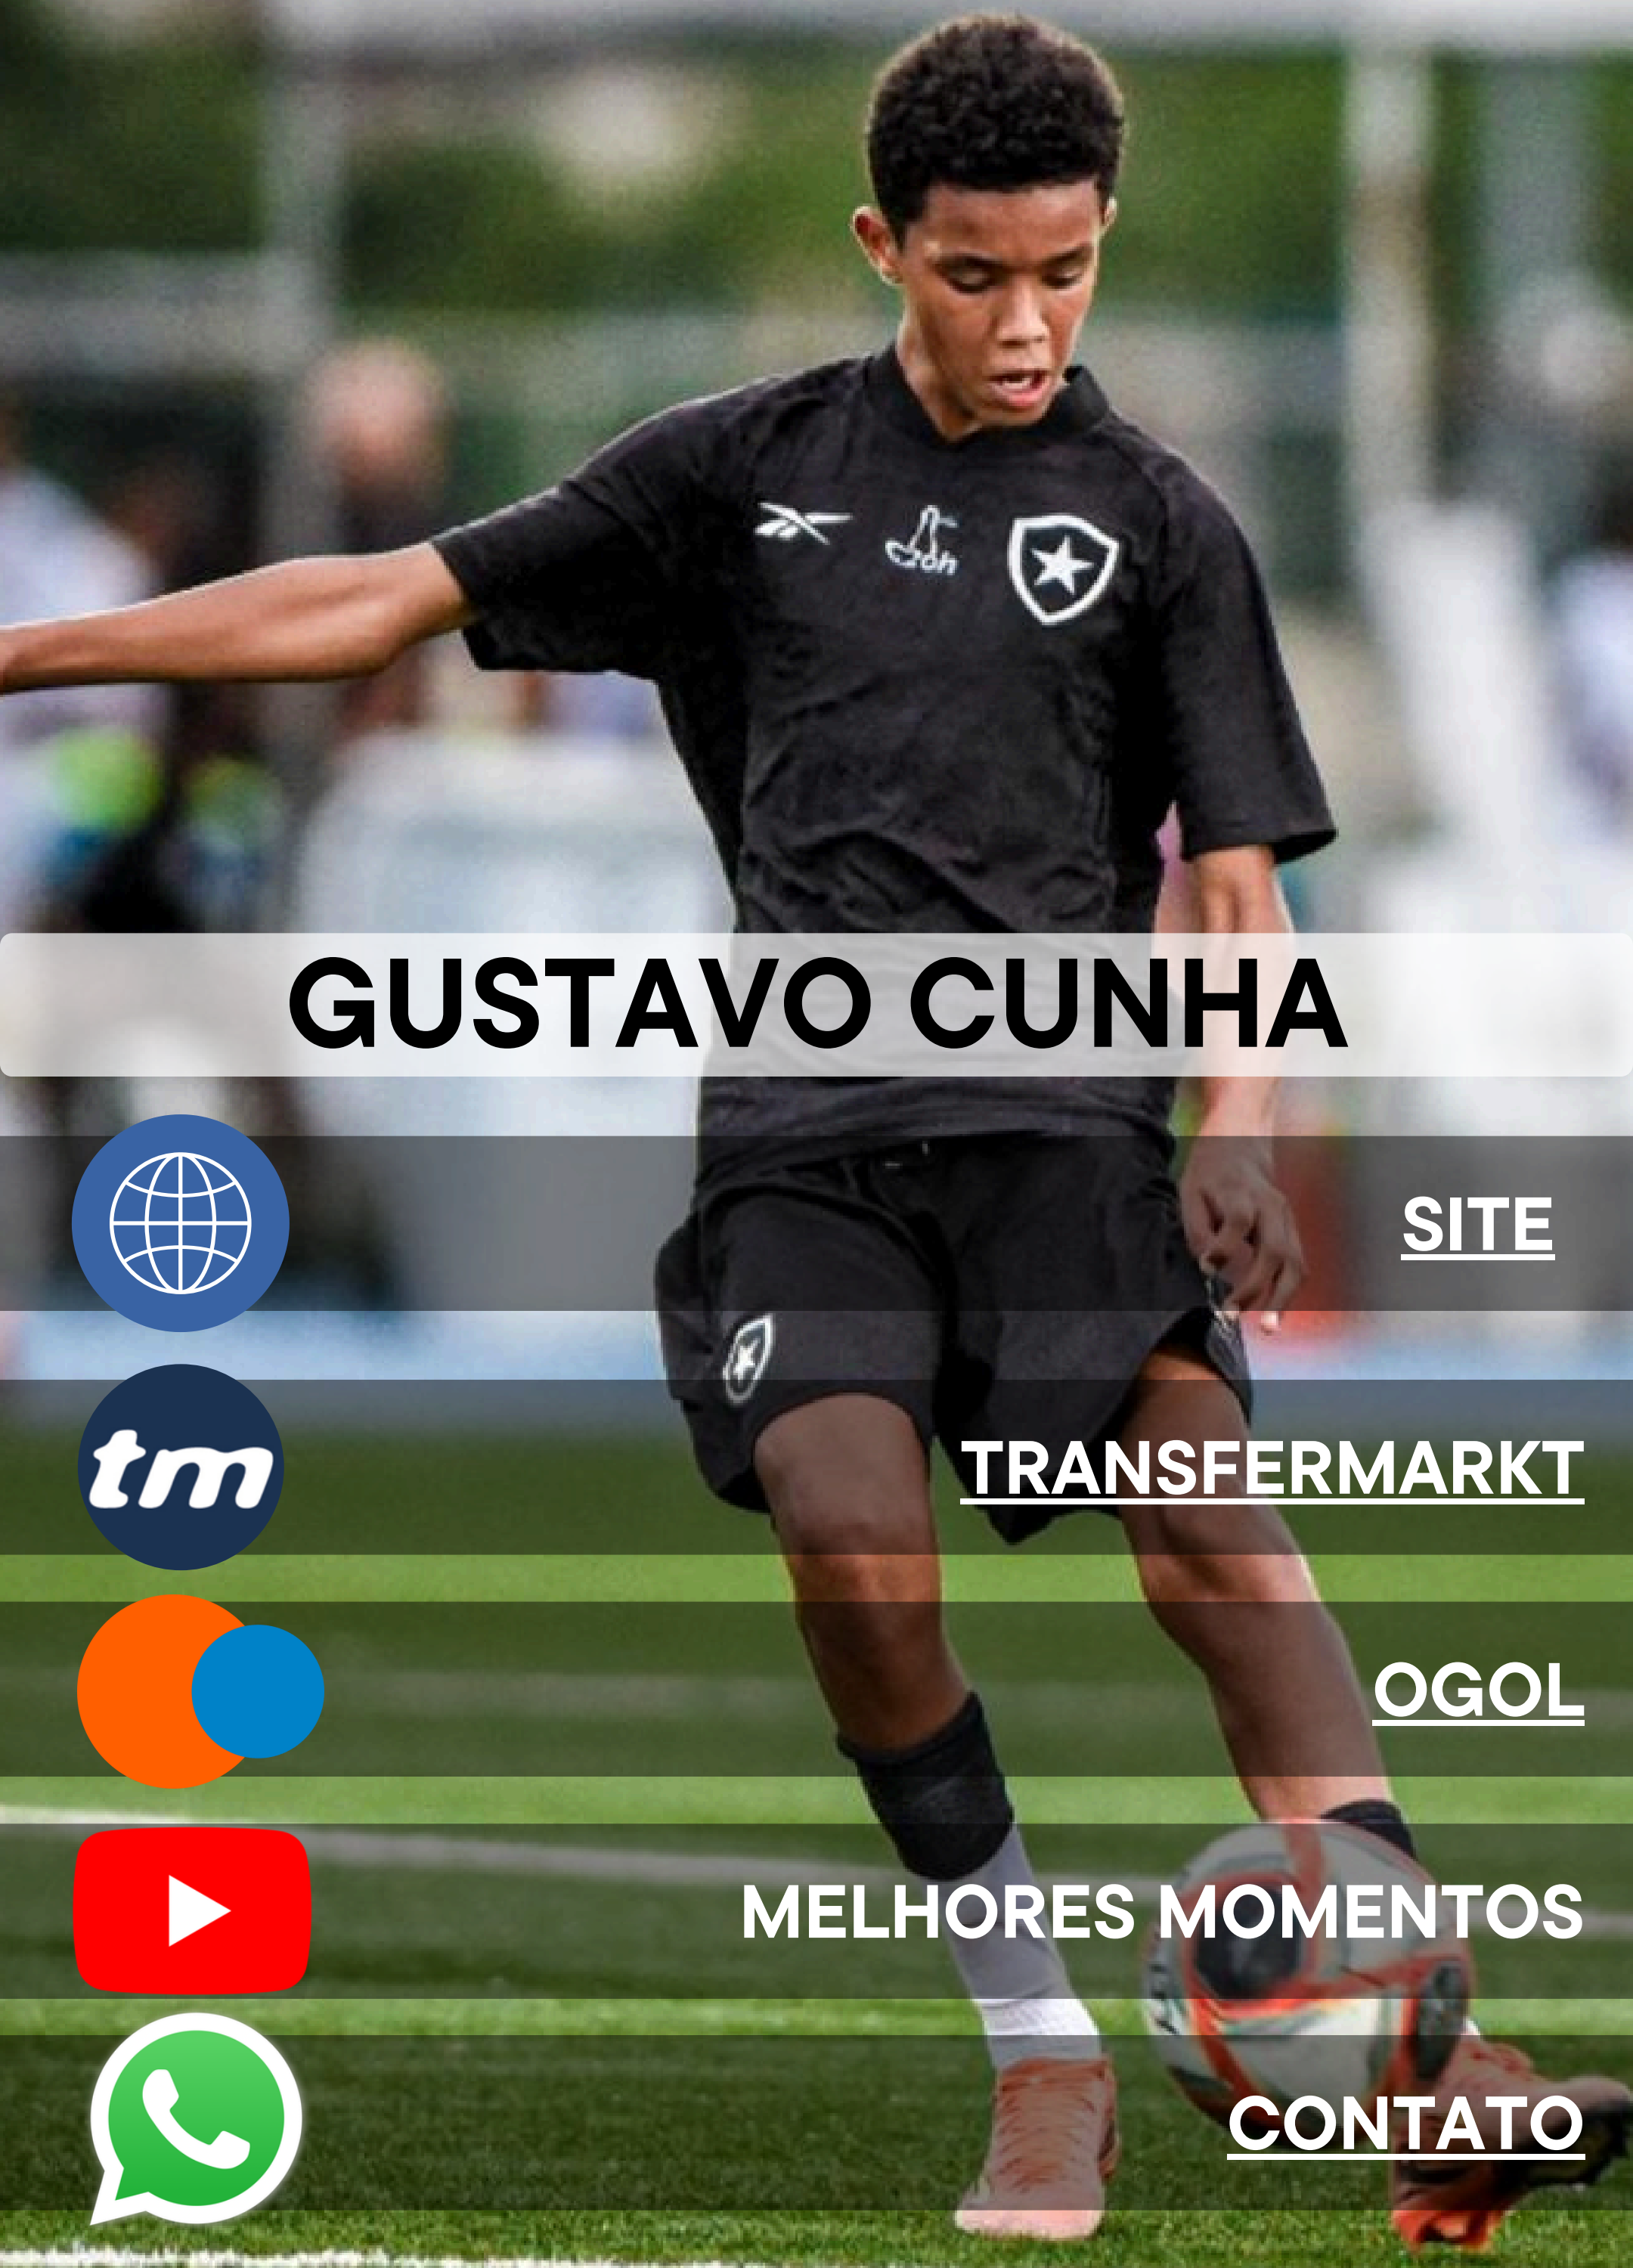 GUSTAVO CUNHA
SITE
tm
TRANSFERMARKT
OGOL
MELHORES MOMENTOS
CONTATO